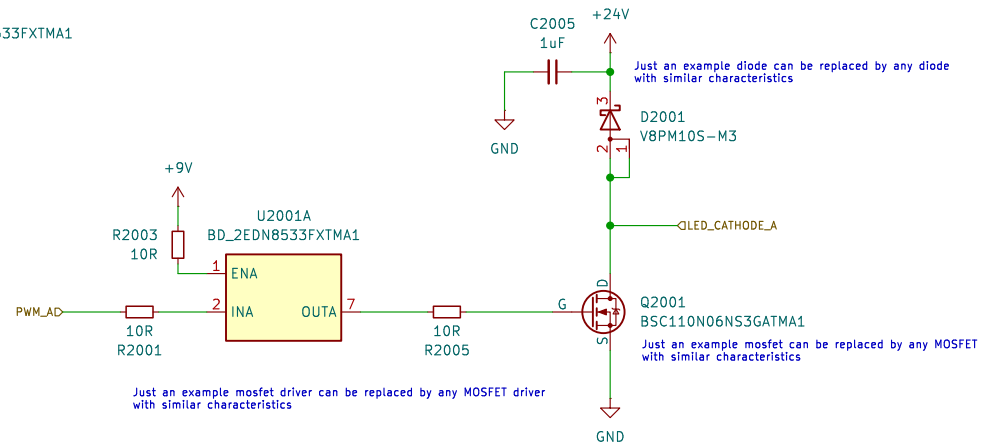 33FXTMA1
+24V
C2005
1uF
Just an example diode can be replaced by any diode
with similar characteristics
3
D2001
V8PM10S-M3
2
1
GND
+9V
R2003
10R
U2001A
BD_2EDN8533FXTMA1
1
ENA
LED_CATHODE_A
PWM_A
10R
R2001
2
INA
OUTA
7
10R
R2005
G
D
S
Q2001
BSC110N06NS3GATMA1
Just an example mosfet can be replaced by any MOSFET
with similar characteristics
Just an example mosfet driver can be replaced by any MOSFET driver
with similar characteristics
GND